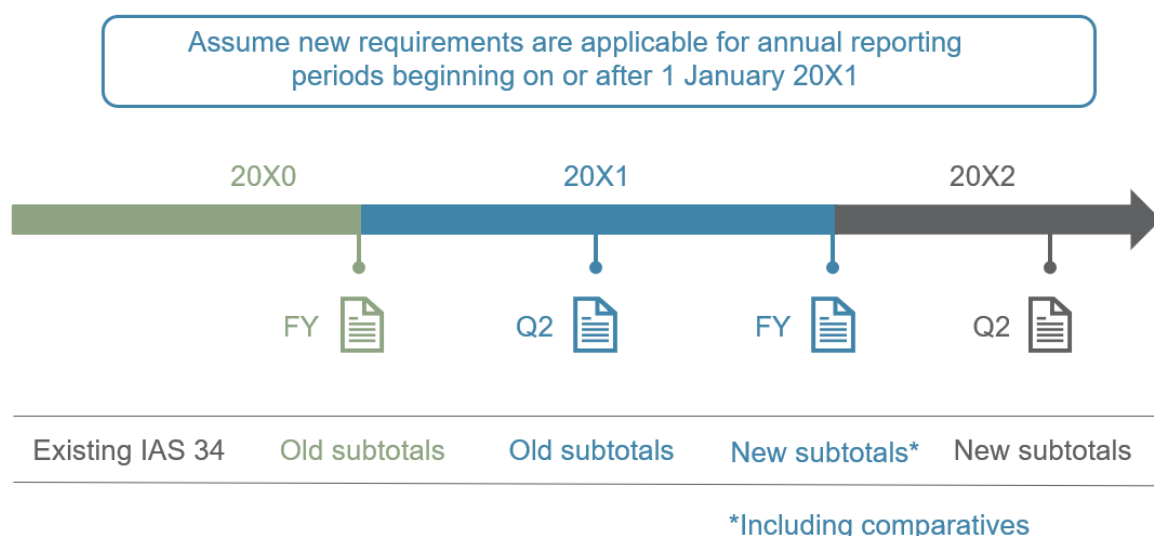 Assume new requirements are applicable for annual reporting
periods beginning on or after 1 January 20X1
20X0 20X1 20X2
FY Q2 FY Q2
Existing IAS 34 Old subtotals Old subtotals New subtotals* New subtotals
*Including comparatives